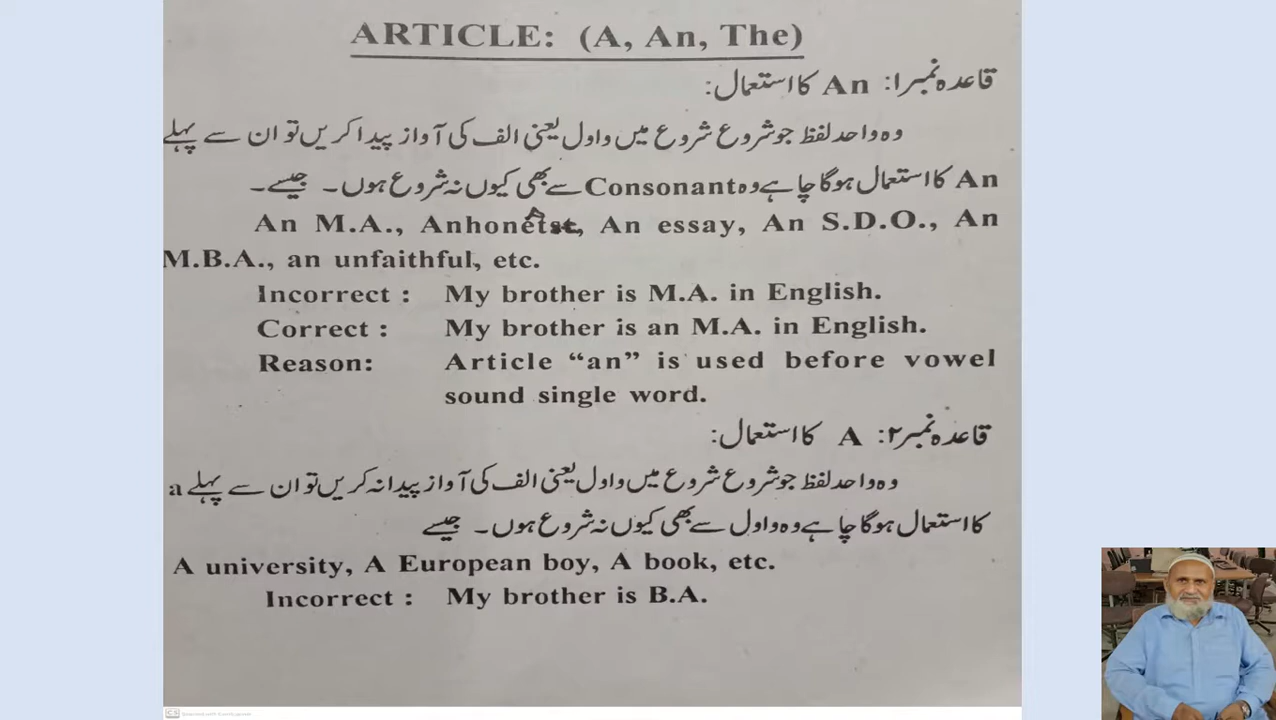 ARTICLE: (A, An, The)
قاعدہ نمبر۱: An کا استعمال:
وہ واحد لفظ جو شروع شروع میں واول یعنی الف کی آواز پیدا کریں تو ان سے پہلے
An کا استعمال ہوگا چاہے وہ Consonant سے بھی کیوں نہ شروع ہوں۔ جیسے۔
An M.A., Anhonest, An essay, An S.D.O., An
M.B.A., an unfaithful, etc.
Incorrect : My brother is M.A. in English.
Correct : My brother is an M.A. in English.
Reason: Article “an” is used before vowel
sound single word.
قاعدہ نمبر۲: A کا استعمال:
وہ واحد لفظ جو شروع شروع میں واول یعنی الف کی آواز پیدا نہ کریں تو ان سے پہلے a
کا استعمال ہوگا چاہے وہ واول سے بھی کیوں نہ شروع ہوں۔ جیسے
A university, A European boy, A book, etc.
Incorrect : My brother is B.A.
CS